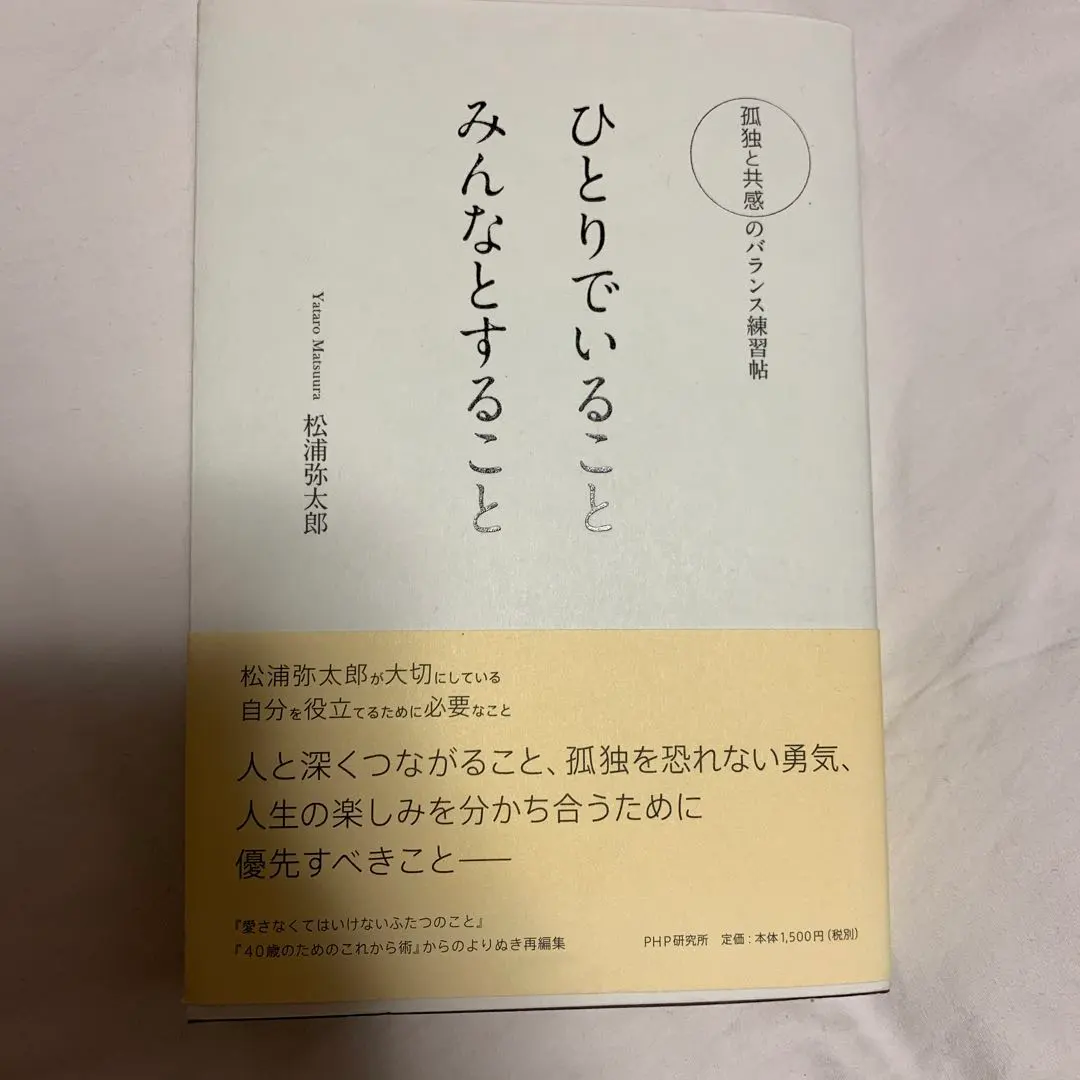 孤独と共感のバランス練習帖
ひとりでいること
みんなとすること
Yataro Matsuura 松浦弥太郎
松浦弥太郎が大切にしている
自分を役立てるために必要なこと
人と深くつながること、孤独を恐れない勇気、
人生の楽しみを分かち合うために
優先すべきこと——
『愛さなくてはいけないふたつのこと』
『40歳のためのこれから術』からのよりぬき再編集
PHP研究所 定価:本体1,500円(税別)